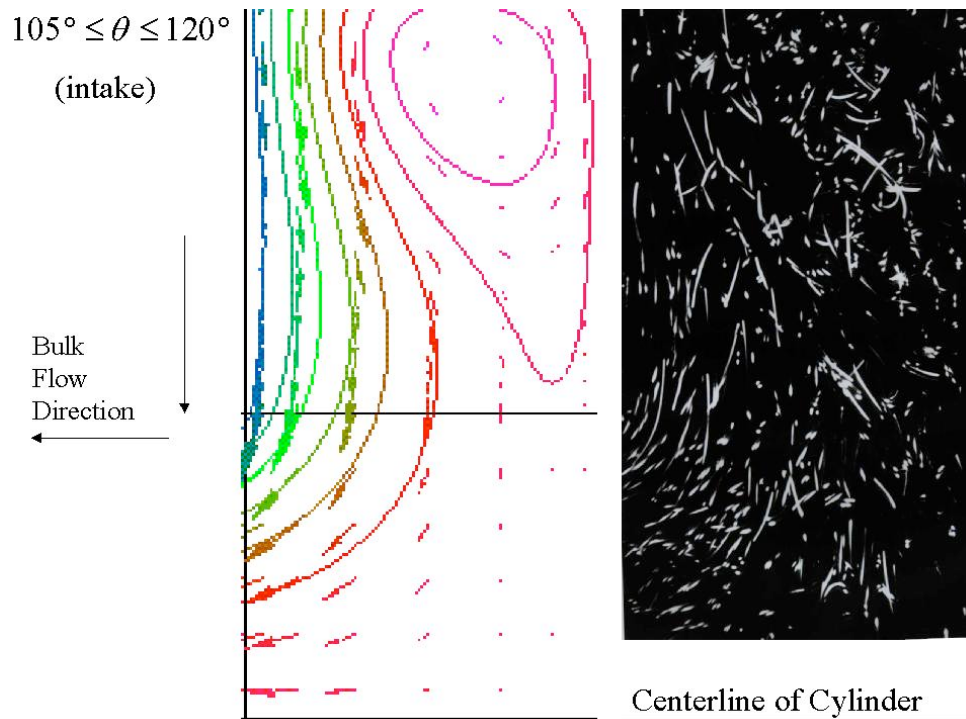 105° ≤ θ ≤ 120°
(intake)
Bulk
Flow
Direction
Centerline of Cylinder